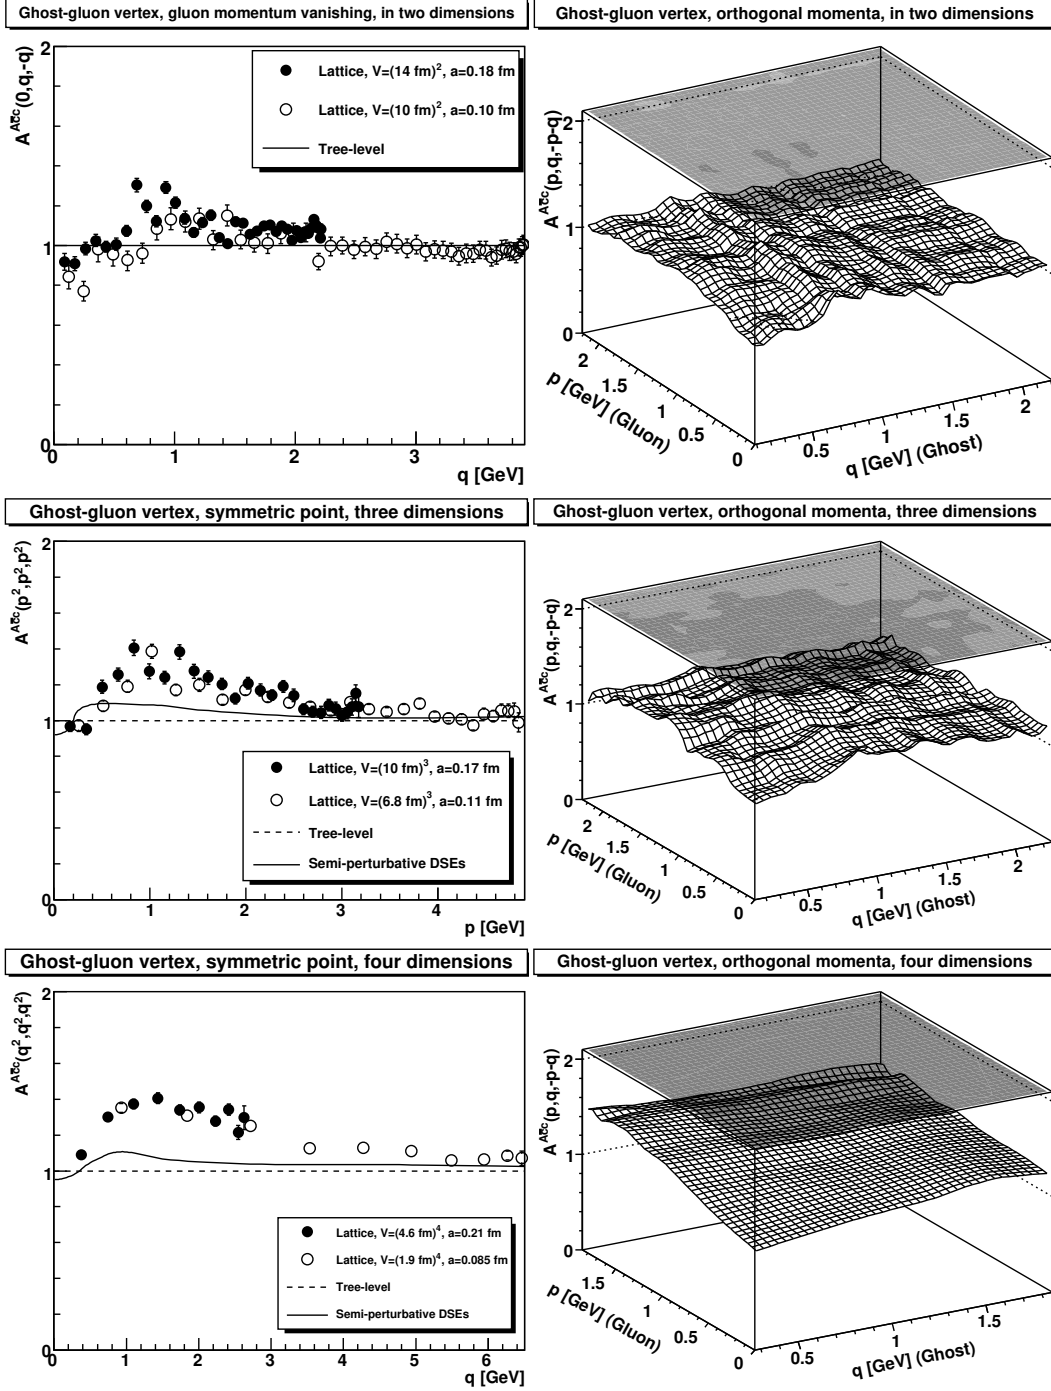 Ghost-gluon vertex, gluon momentum vanishing, in two dimensions
A^Ac̄c(0,q,-q)
2
1
0
0 1 2 3
q [GeV]
Lattice, V=(14 fm)^2, a=0.18 fm
Lattice, V=(10 fm)^2, a=0.10 fm
Tree-level
Ghost-gluon vertex, orthogonal momenta, in two dimensions
A^Ac̄c(p,q,-p-q)
2
1
0
2 1.5 1 0.5 0
p [GeV] (Gluon)
0.5 1 1.5 2
q [GeV] (Ghost)
Ghost-gluon vertex, symmetric point, three dimensions
A^Ac̄c(p^2,p^2,p^2)
2
1
0
0 1 2 3 4
p [GeV]
Lattice, V=(10 fm)^3, a=0.17 fm
Lattice, V=(6.8 fm)^3, a=0.11 fm
Tree-level
Semi-perturbative DSEs
Ghost-gluon vertex, orthogonal momenta, three dimensions
A^Ac̄c(p,q,-p-q)
2
1
0
2 1.5 1 0.5 0
p [GeV] (Gluon)
0.5 1 1.5 2
q [GeV] (Ghost)
Ghost-gluon vertex, symmetric point, four dimensions
A^Ac̄c(q^2,q^2,q^2)
2
1
0
0 1 2 3 4 5 6
q [GeV]
Lattice, V=(4.6 fm)^4, a=0.21 fm
Lattice, V=(1.9 fm)^4, a=0.085 fm
Tree-level
Semi-perturbative DSEs
Ghost-gluon vertex, orthogonal momenta, four dimensions
A^Ac̄c(p,q,-p-q)
2
1
0
1.5 1 0.5 0
p [GeV] (Gluon)
0.5 1 1.5
q [GeV] (Ghost)